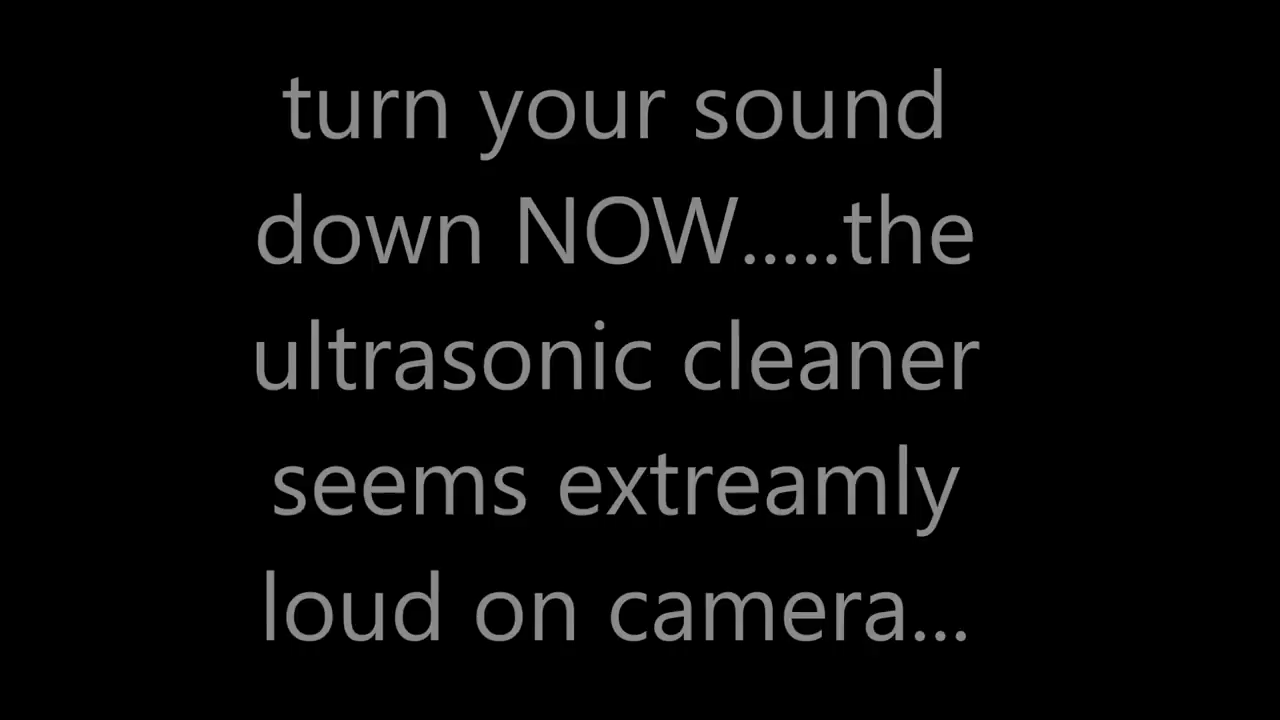 turn your sound
down NOW.....the
ultrasonic cleaner
seems extreamly
loud on camera...